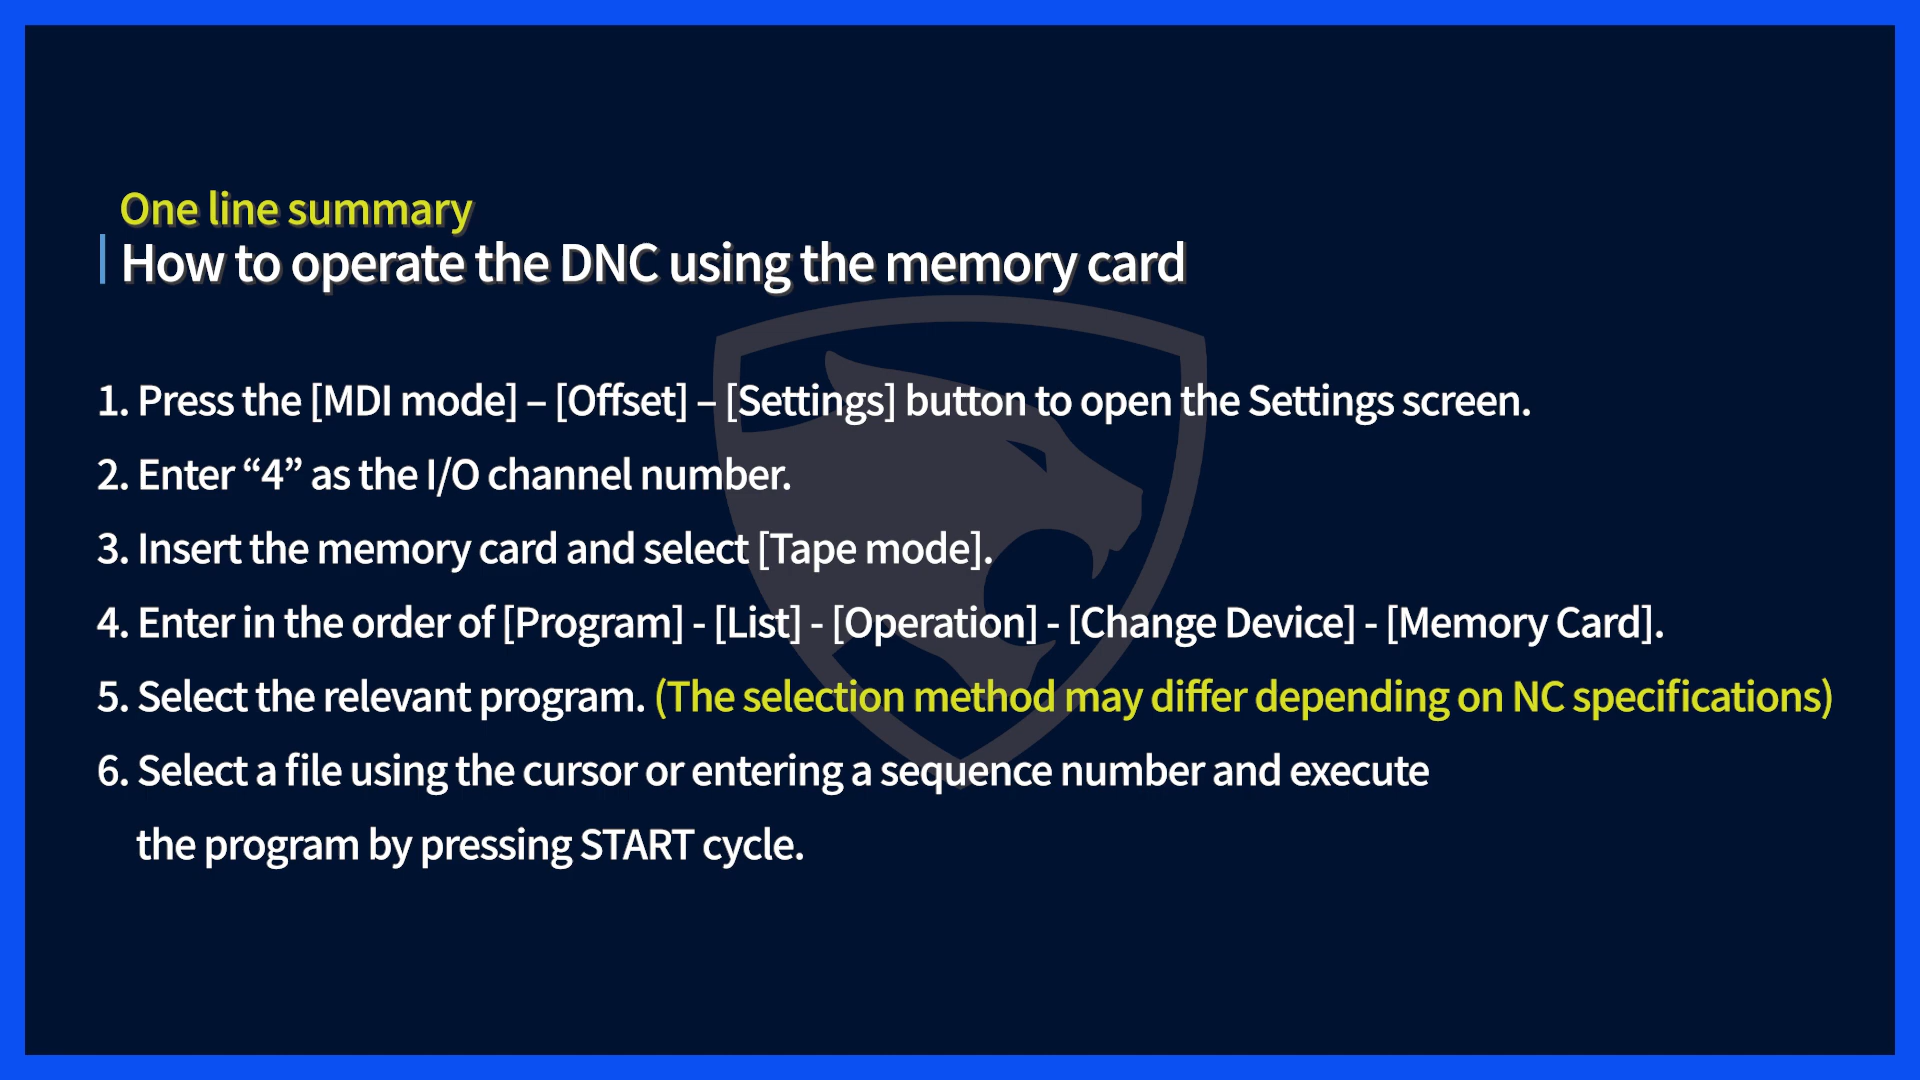 One line summary
How to operate the DNC using the memory card
1. Press the [MDI mode] – [Offset] – [Settings] button to open the Settings screen.
2. Enter “4” as the I/O channel number.
3. Insert the memory card and select [Tape mode].
4. Enter in the order of [Program] - [List] - [Operation] - [Change Device] - [Memory Card].
5. Select the relevant program. (The selection method may differ depending on NC specifications)
6. Select a file using the cursor or entering a sequence number and execute
the program by pressing START cycle.